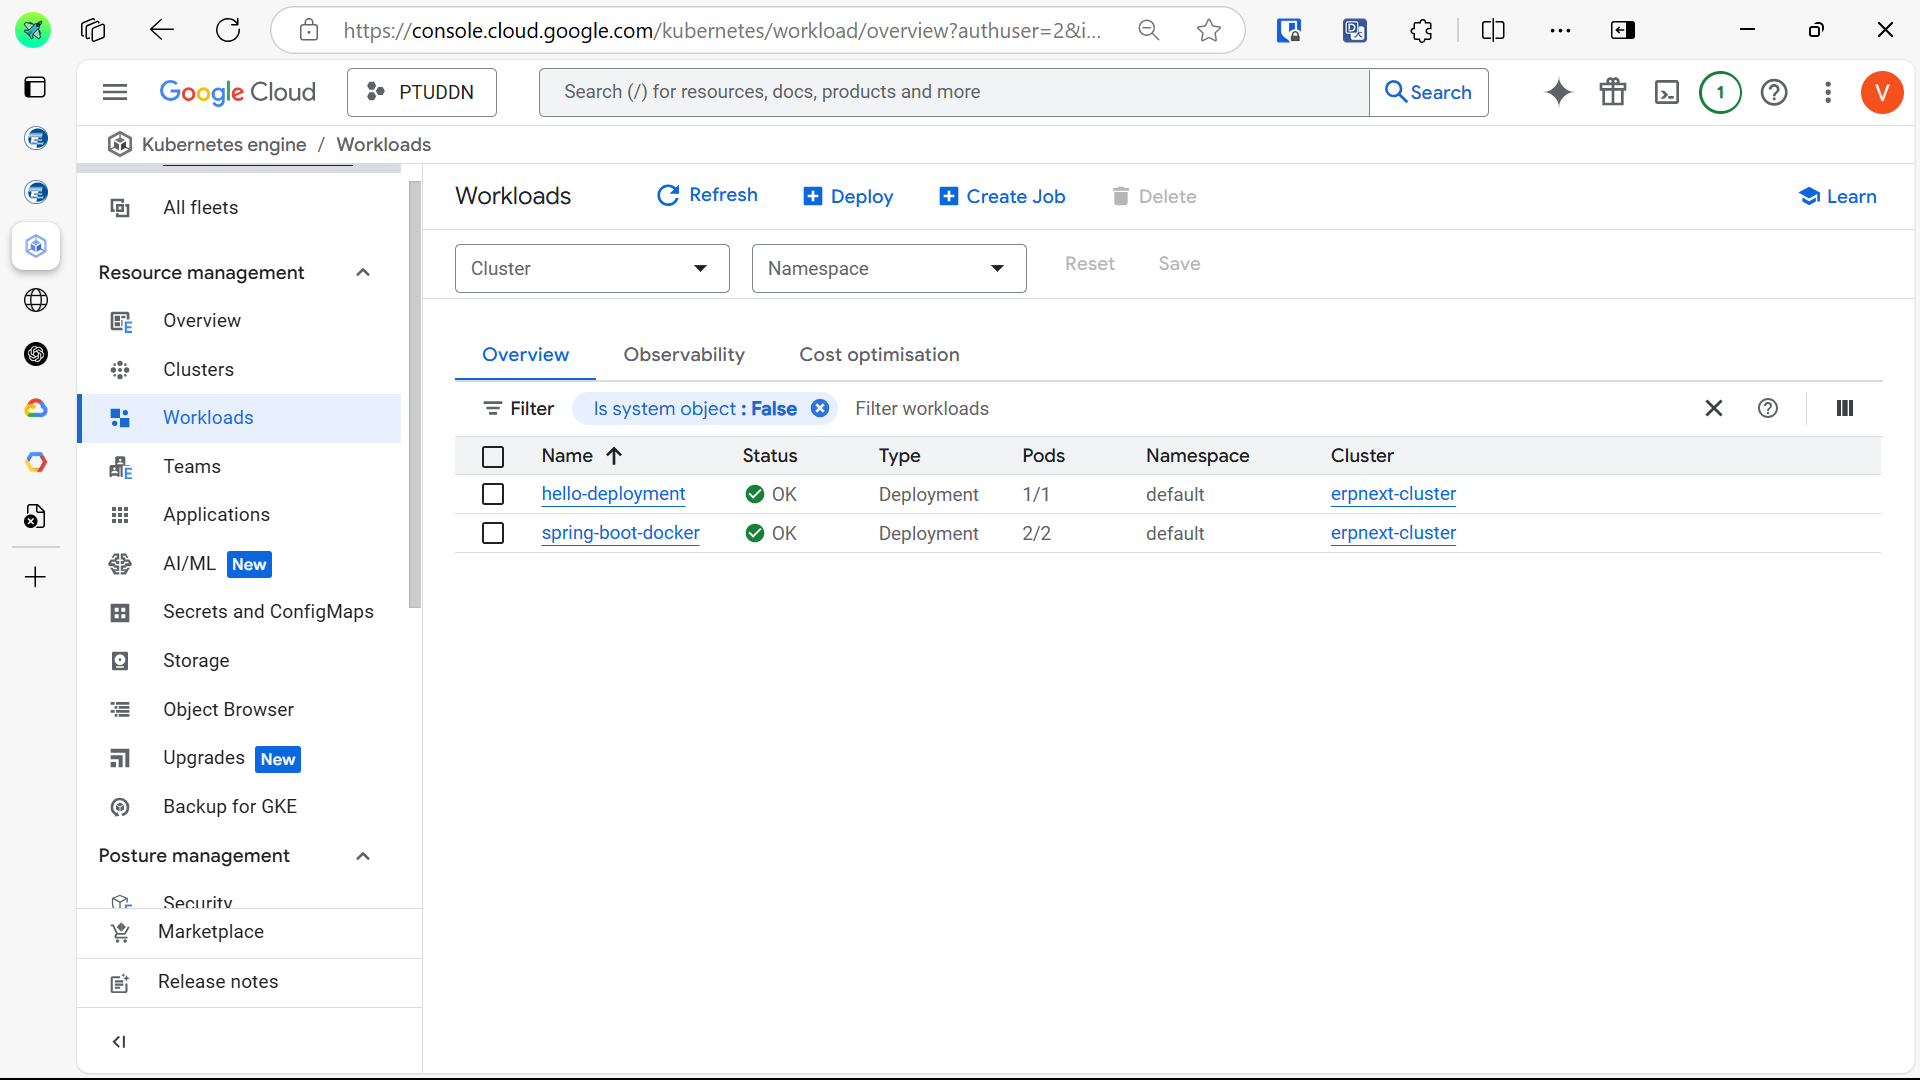 https://console.cloud.google.com/kubernetes/workload/overview?authuser=2&i...
Google Cloud
PTUDDN
Search (/) for resources, docs, products and more
Search
1
V
Kubernetes engine / Workloads
All fleets
Resource management
Overview
Clusters
Workloads
Teams
Applications
AI/ML New
Secrets and ConfigMaps
Storage
Object Browser
Upgrades New
Backup for GKE
Posture management
Security
Marketplace
Release notes
Workloads
Refresh
Deploy
Create Job
Delete
Learn
Cluster
Namespace
Reset
Save
Overview
Observability
Cost optimisation
Filter
Is system object : False
Filter workloads
Name Status Type Pods Namespace Cluster
hello-deployment OK Deployment 1/1 default erpnext-cluster
spring-boot-docker OK Deployment 2/2 default erpnext-cluster